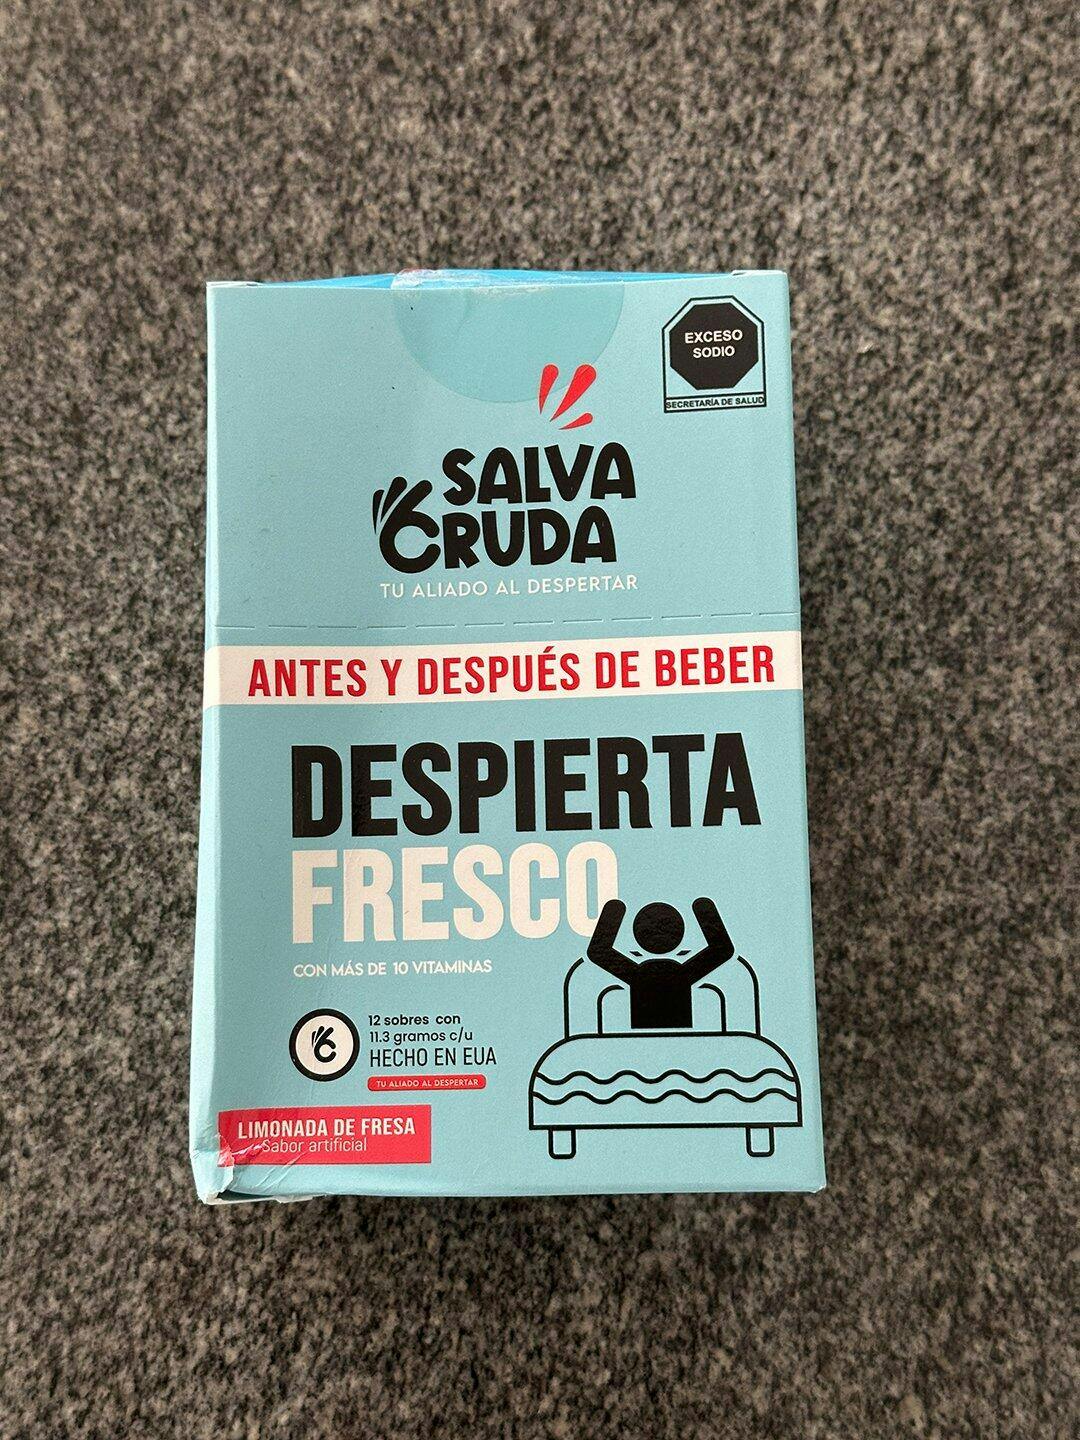 EXCESO
SODIO
SECRETARÍA DE SALUD
SALVA
CRUDA
TU ALIADO AL DESPERTAR
ANTES Y DESPUÉS DE BEBER
DESPIERTA
FRESCO
CON MÁS DE 10 VITAMINAS
12 sobres con
11.3 gramos c/u
HECHO EN EUA
TU ALIADO AL DESPERTAR
LIMONADA DE FRESA
Sabor artificial